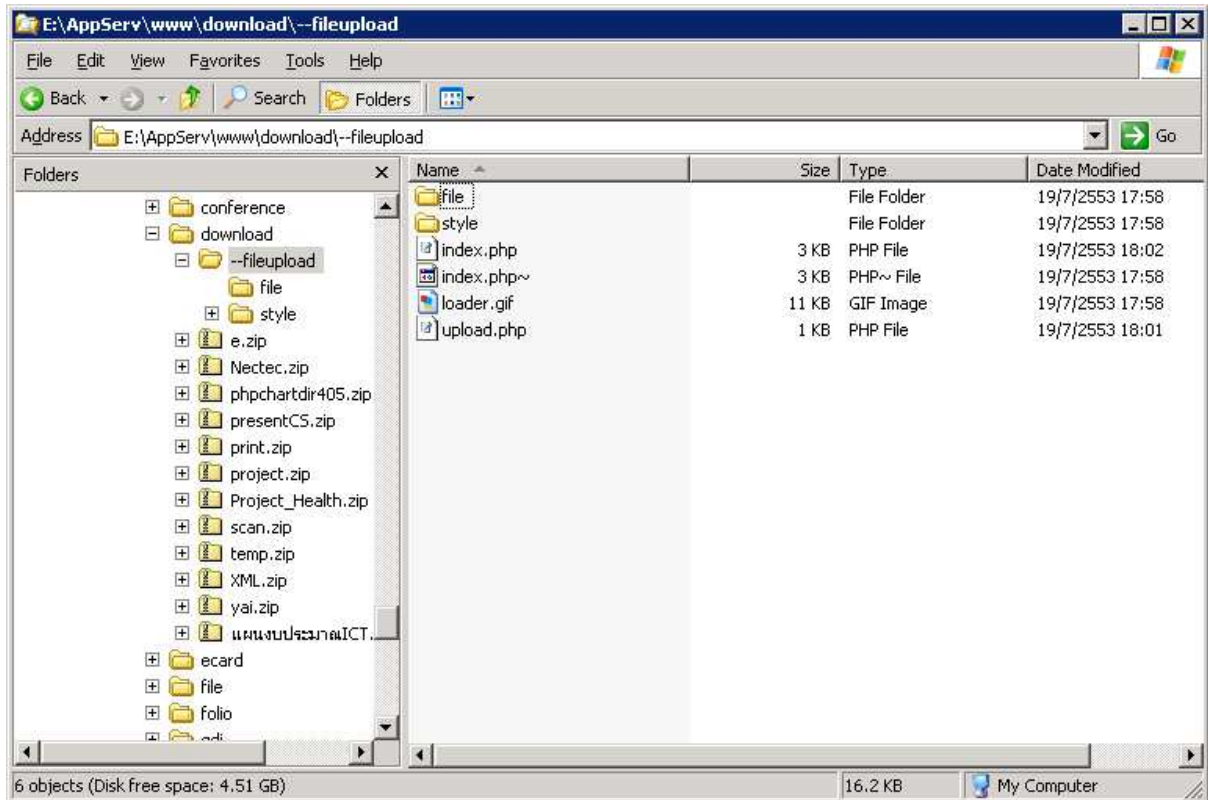 E:\AppServ\www\download\--fileupload
File Edit View Favorites Tools Help
Back Search Folders
Address E:\AppServ\www\download\--fileupload Go
Folders
conference
download
--fileupload
file
style
e.zip
Nectec.zip
phpchartdir405.zip
presentCS.zip
print.zip
project.zip
Project_Health.zip
scan.zip
temp.zip
XML.zip
yai.zip
แผนงบประมาณICT.
ecard
file
folio
Name Size Type Date Modified
file File Folder 19/7/2553 17:58
style File Folder 19/7/2553 17:58
index.php 3 KB PHP File 19/7/2553 18:02
index.php~ 3 KB PHP~ File 19/7/2553 17:58
loader.gif 11 KB GIF Image 19/7/2553 17:58
upload.php 1 KB PHP File 19/7/2553 18:01
6 objects (Disk free space: 4.51 GB) 16.2 KB My Computer